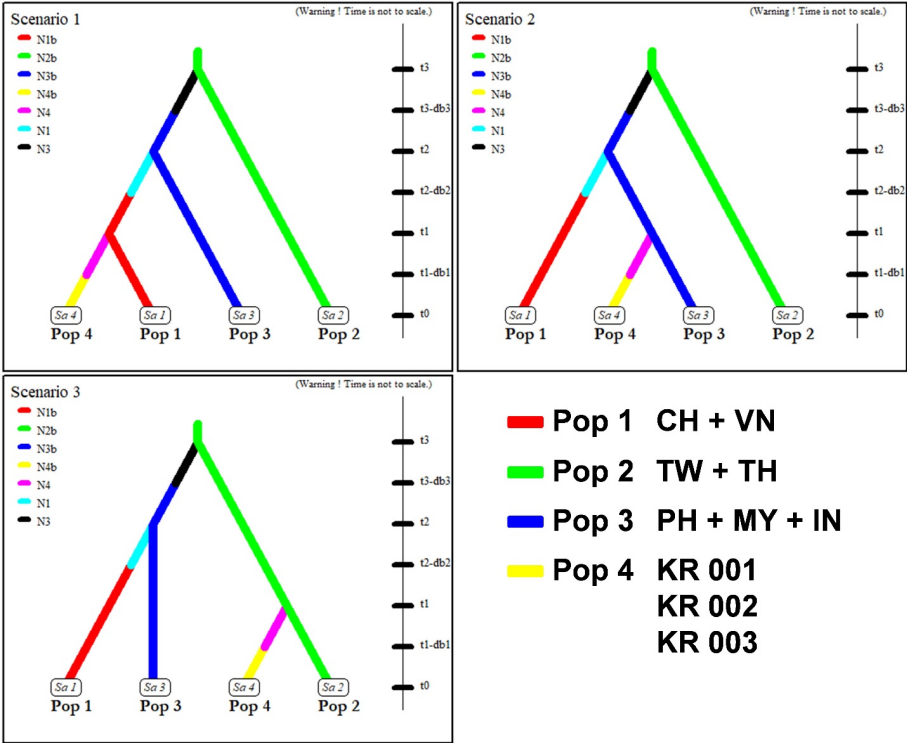 Scenario 1
(Warning ! Time is not to scale.)
N1b
N2b
N3b
N4b
N4
N1
N3
t3
t3-db3
t2
t2-db2
t1
t1-db1
t0
Sa 4
Sa 1
Sa 3
Sa 2
Pop 4
Pop 1
Pop 3
Pop 2
Scenario 2
(Warning ! Time is not to scale.)
N1b
N2b
N3b
N4b
N4
N1
N3
t3
t3-db3
t2
t2-db2
t1
t1-db1
t0
Sa 1
Sa 4
Sa 3
Sa 2
Pop 1
Pop 4
Pop 3
Pop 2
Scenario 3
(Warning ! Time is not to scale.)
N1b
N2b
N3b
N4b
N4
N1
N3
t3
t3-db3
t2
t2-db2
t1
t1-db1
t0
Sa 1
Sa 3
Sa 4
Sa 2
Pop 1
Pop 3
Pop 4
Pop 2
Pop 1 CH + VN
Pop 2 TW + TH
Pop 3 PH + MY + IN
Pop 4 KR 001
KR 002
KR 003